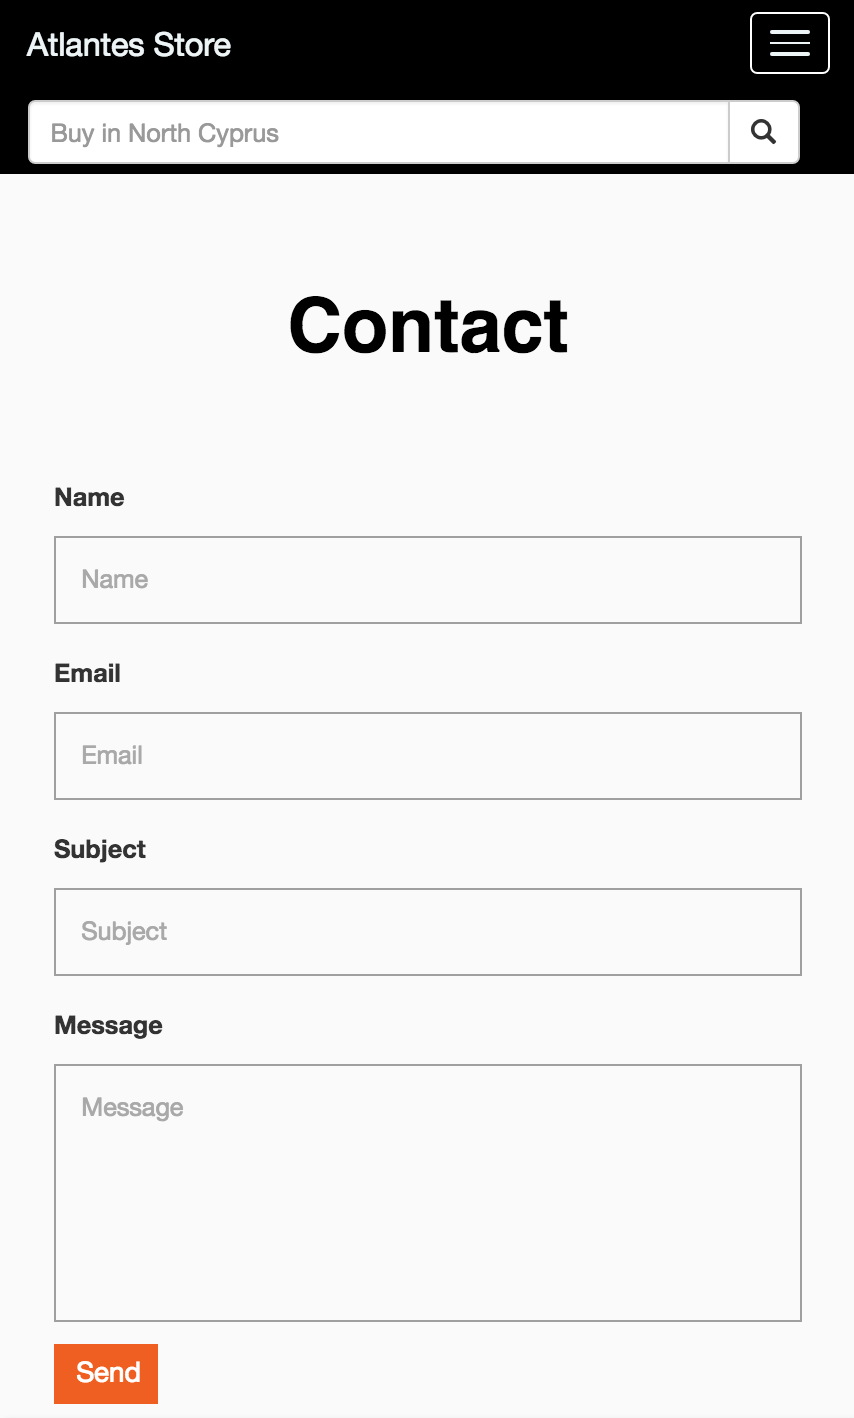 Atlantes Store
Buy in North Cyprus
Contact
Name
Name
Email
Email
Subject
Subject
Message
Message
Send